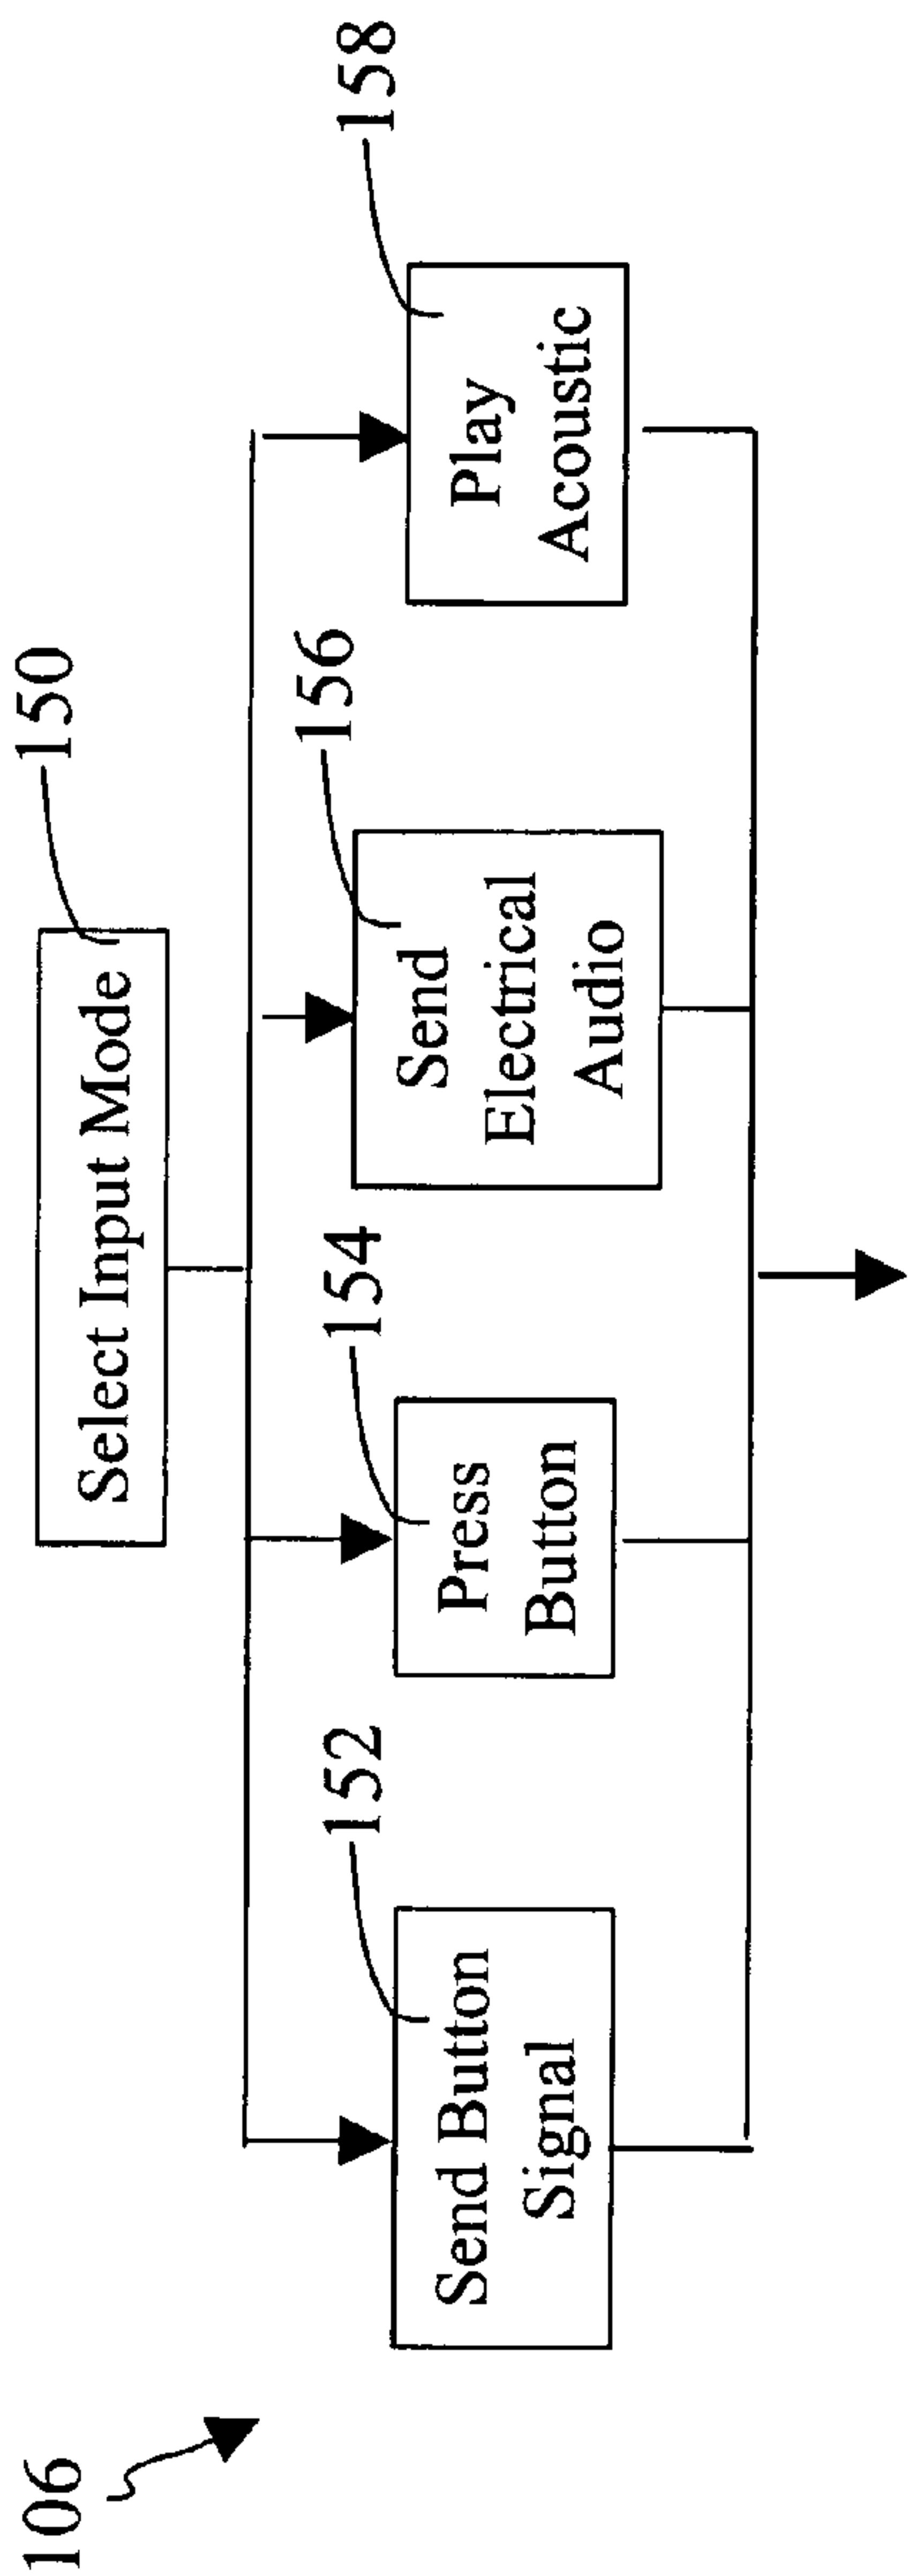 106
150
Select Input Mode
152
Send Button
Signal
154
Press
Button
156
Send
Electrical
Audio
158
Play
Acoustic